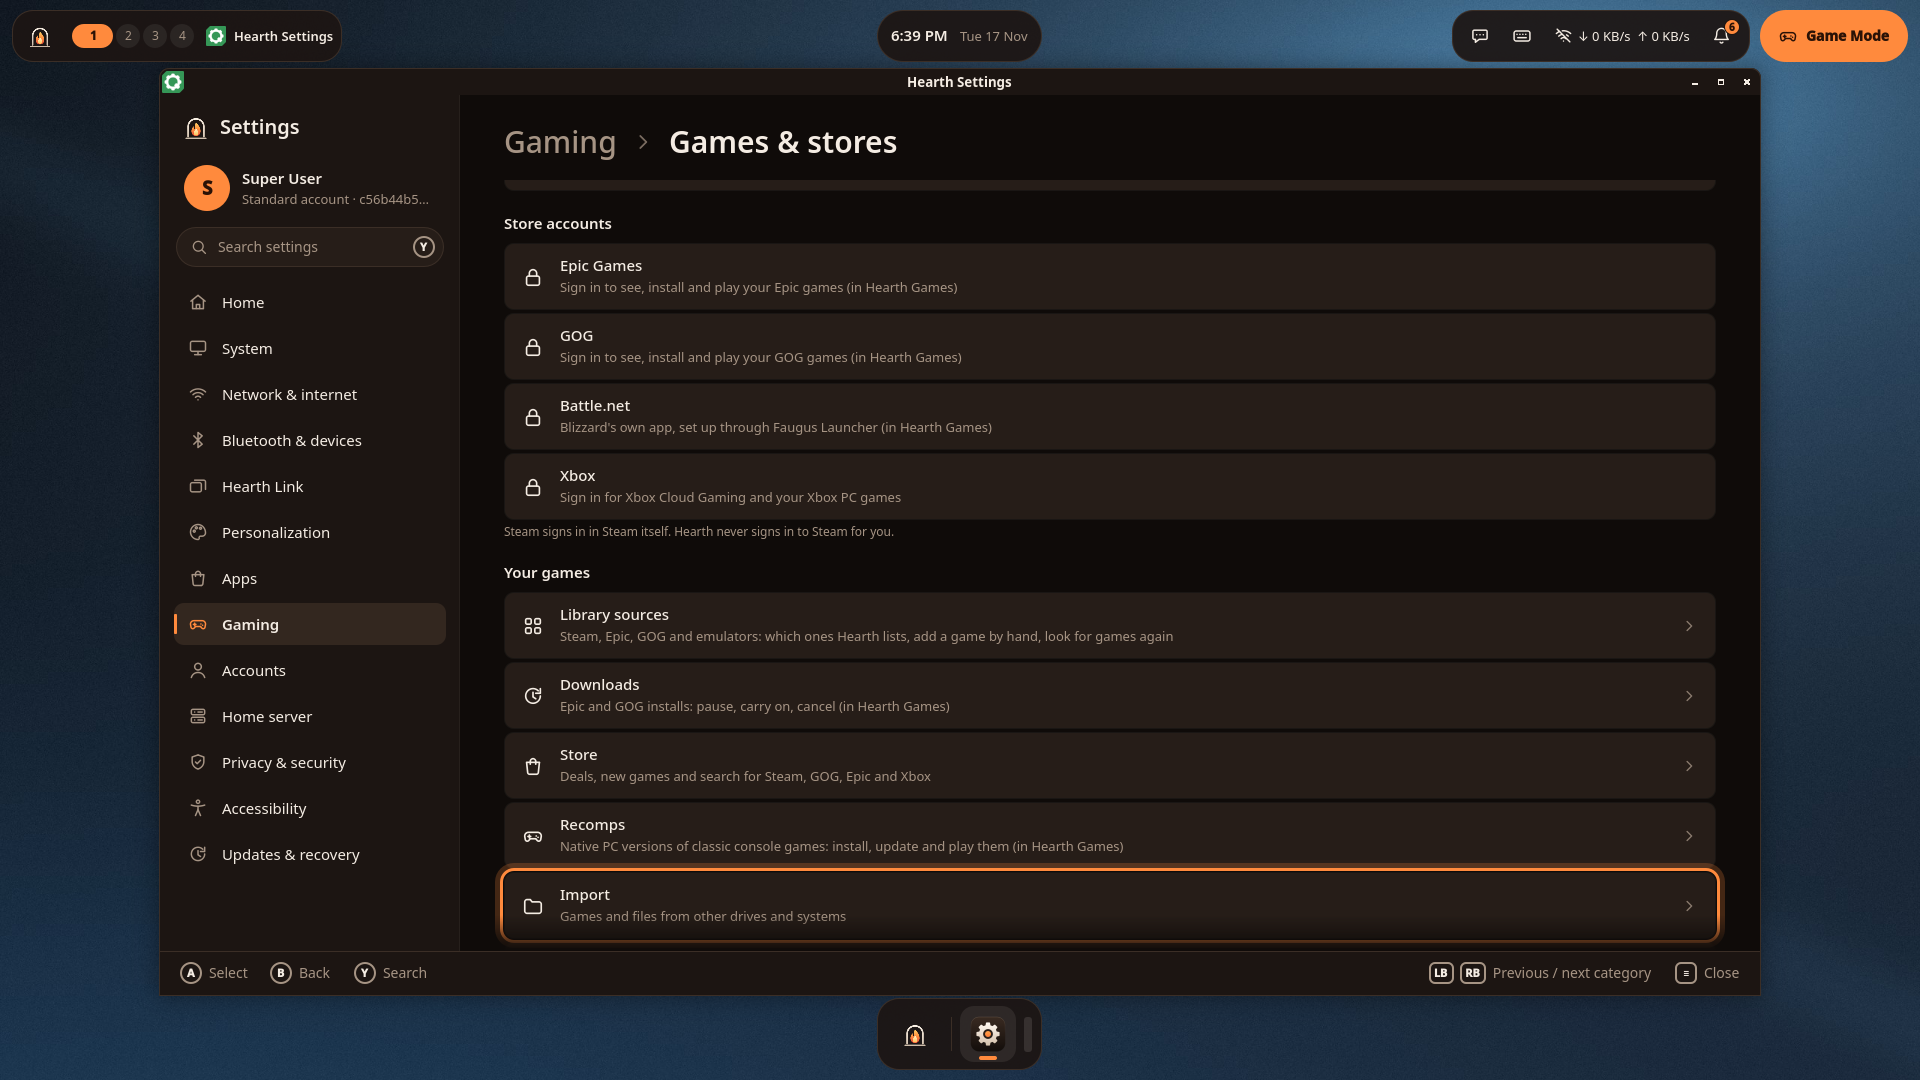 1 2 3 4 Hearth Settings
6:39 PM Tue 17 Nov
↓ 0 KB/s ↑ 0 KB/s 6 Game Mode
Hearth Settings
Settings
S
Super User
Standard account · c56b44b5...
Search settings Y
Home
System
Network & internet
Bluetooth & devices
Hearth Link
Personalization
Apps
Gaming
Accounts
Home server
Privacy & security
Accessibility
Updates & recovery
Gaming > Games & stores
Store accounts
Epic Games
Sign in to see, install and play your Epic games (in Hearth Games)
GOG
Sign in to see, install and play your GOG games (in Hearth Games)
Battle.net
Blizzard's own app, set up through Faugus Launcher (in Hearth Games)
Xbox
Sign in for Xbox Cloud Gaming and your Xbox PC games
Steam signs in in Steam itself. Hearth never signs in to Steam for you.
Your games
Library sources
Steam, Epic, GOG and emulators: which ones Hearth lists, add a game by hand, look for games again
Downloads
Epic and GOG installs: pause, carry on, cancel (in Hearth Games)
Store
Deals, new games and search for Steam, GOG, Epic and Xbox
Recomps
Native PC versions of classic console games: install, update and play them (in Hearth Games)
Import
Games and files from other drives and systems
A Select B Back Y Search
LB RB Previous / next category ≡ Close